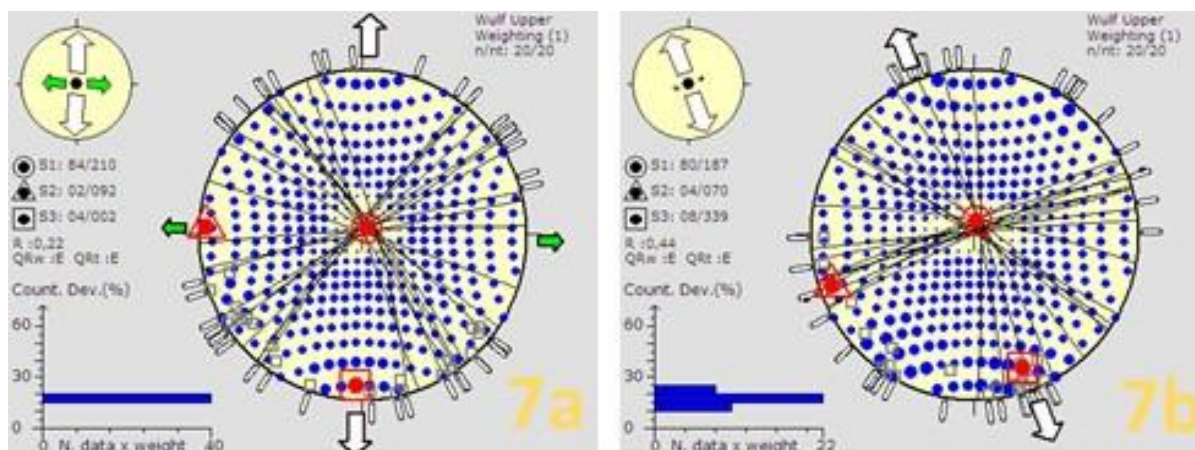 Wulf Upper
Weighting (1)
n/nt: 20/20
S1: 84/210
S2: 02/092
S3: 04/002
R :0,22
QRw :E QRt :E
Count. Dev.(%)
60
30
0
0 N. data x weight 40
7a
Wulf Upper
Weighting (1)
n/nt: 20/20
S1: 80/187
S2: 04/070
S3: 08/339
R :0,44
QRw :E QRt :E
Count. Dev.(%)
60
30
0
0 N. data x weight 22
7b